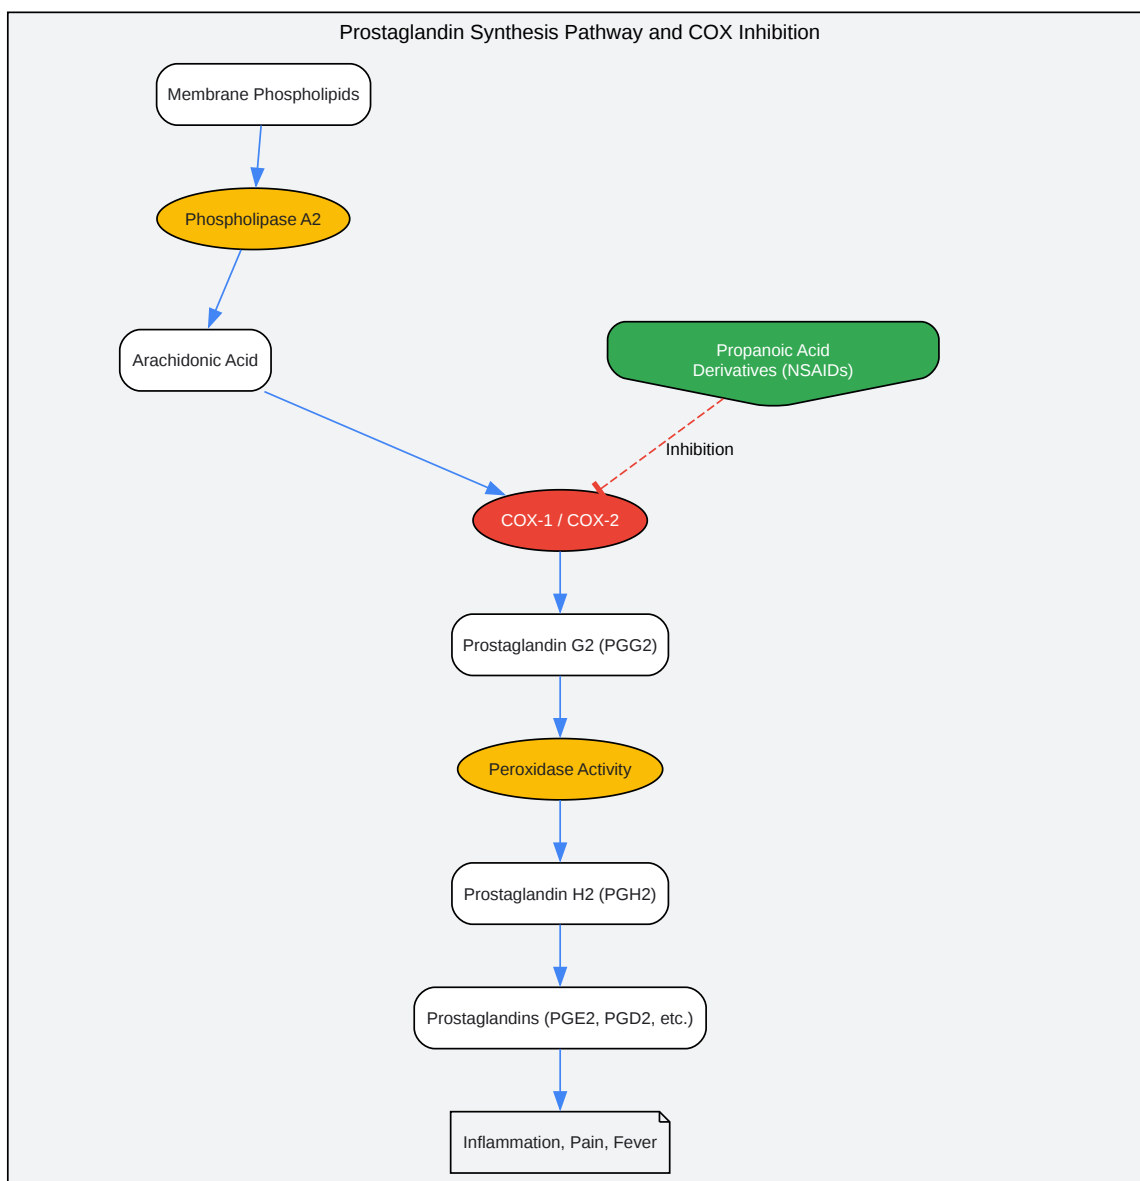 Prostaglandin Synthesis Pathway and COX Inhibition
Membrane Phospholipids
Phospholipase A2
Arachidonic Acid
Propanoic Acid
Derivatives (NSAIDs)
Inhibition
COX-1 / COX-2
Prostaglandin G2 (PGG2)
Peroxidase Activity
Prostaglandin H2 (PGH2)
Prostaglandins (PGE2, PGD2, etc.)
Inflammation, Pain, Fever